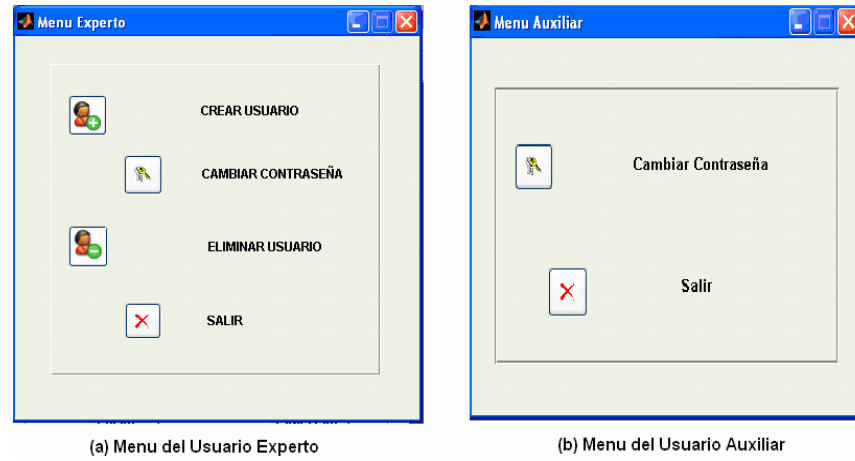 Menu Experto
CREAR USUARIO
CAMBIAR CONTRASEÑA
ELIMINAR USUARIO
SALIR
(a) Menu del Usuario Experto
Menu Auxiliar
Cambiar Contraseña
Salir
(b) Menu del Usuario Auxiliar